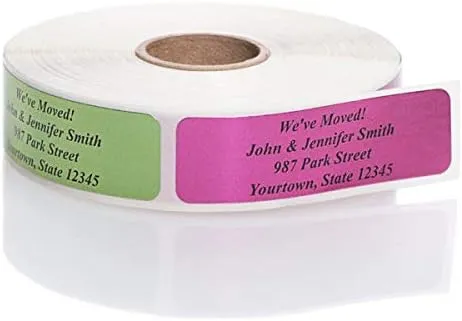 We've Moved!
John & Jennifer Smith
987 Park Street
Yourtown, State 12345
We've Moved!
John & Jennifer Smith
987 Park Street
Yourtown, State 12345